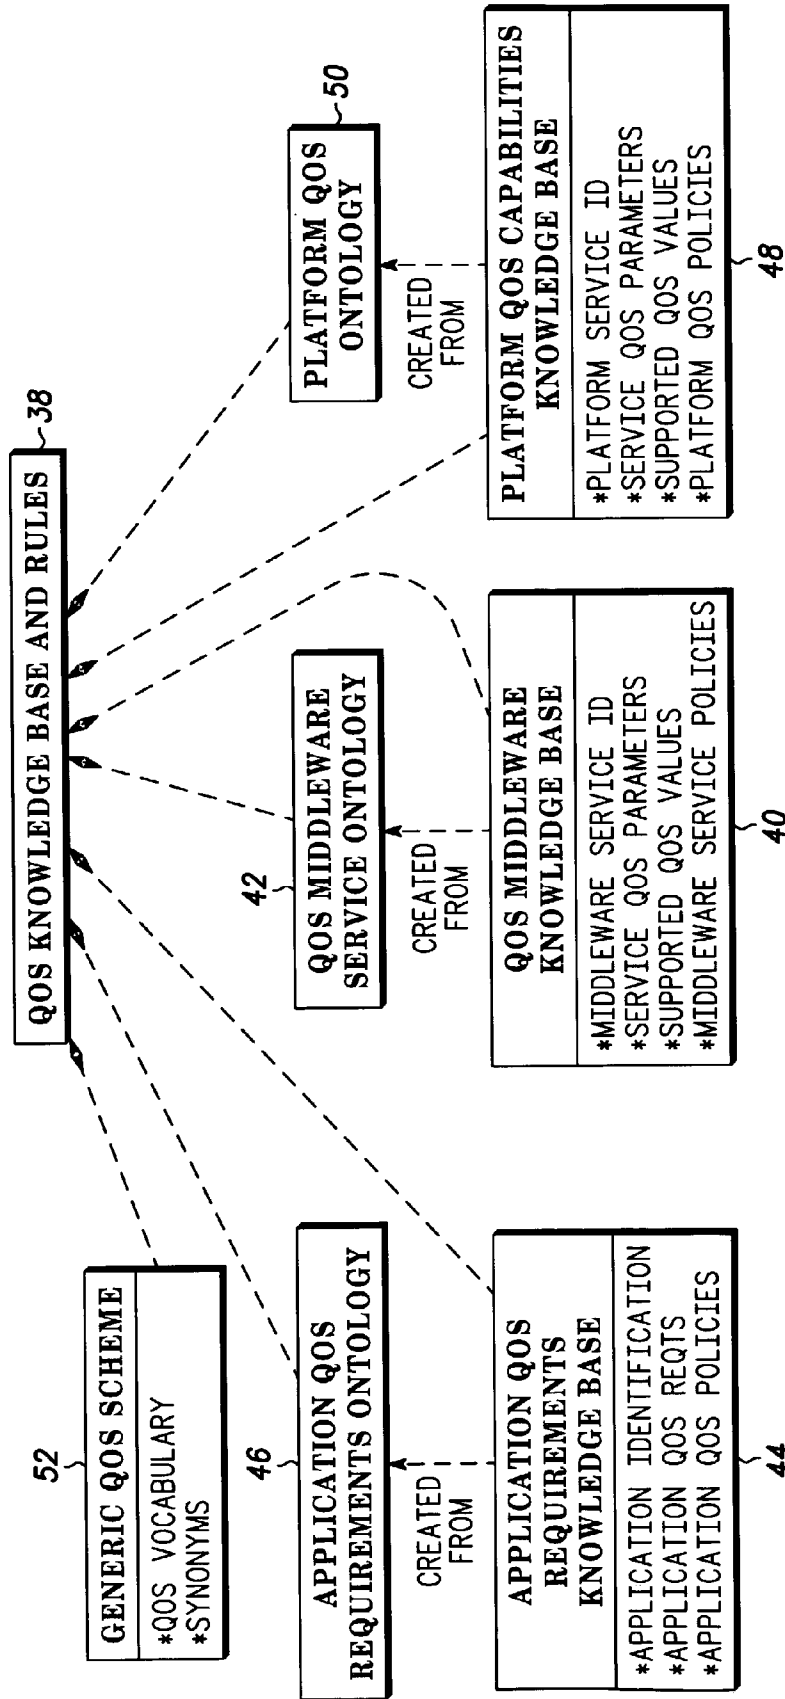 QOS KNOWLEDGE BASE AND RULES
38
52
GENERIC QOS SCHEME
*QOS VOCABULARY
*SYNONYMS
46
APPLICATION QOS
REQUIREMENTS ONTOLOGY
CREATED
FROM
APPLICATION QOS
REQUIREMENTS
KNOWLEDGE BASE
*APPLICATION IDENTIFICATION
*APPLICATION QOS REQTS
*APPLICATION QOS POLICIES
44
42
QOS MIDDLEWARE
SERVICE ONTOLOGY
CREATED
FROM
QOS MIDDLEWARE
KNOWLEDGE BASE
*MIDDLEWARE SERVICE ID
*SERVICE QOS PARAMETERS
*SUPPORTED QOS VALUES
*MIDDLEWARE SERVICE POLICIES
40
50
PLATFORM QOS
ONTOLOGY
CREATED
FROM
PLATFORM QOS CAPABILITIES
KNOWLEDGE BASE
*PLATFORM SERVICE ID
*SERVICE QOS PARAMETERS
*SUPPORTED QOS VALUES
*PLATFORM QOS POLICIES
48